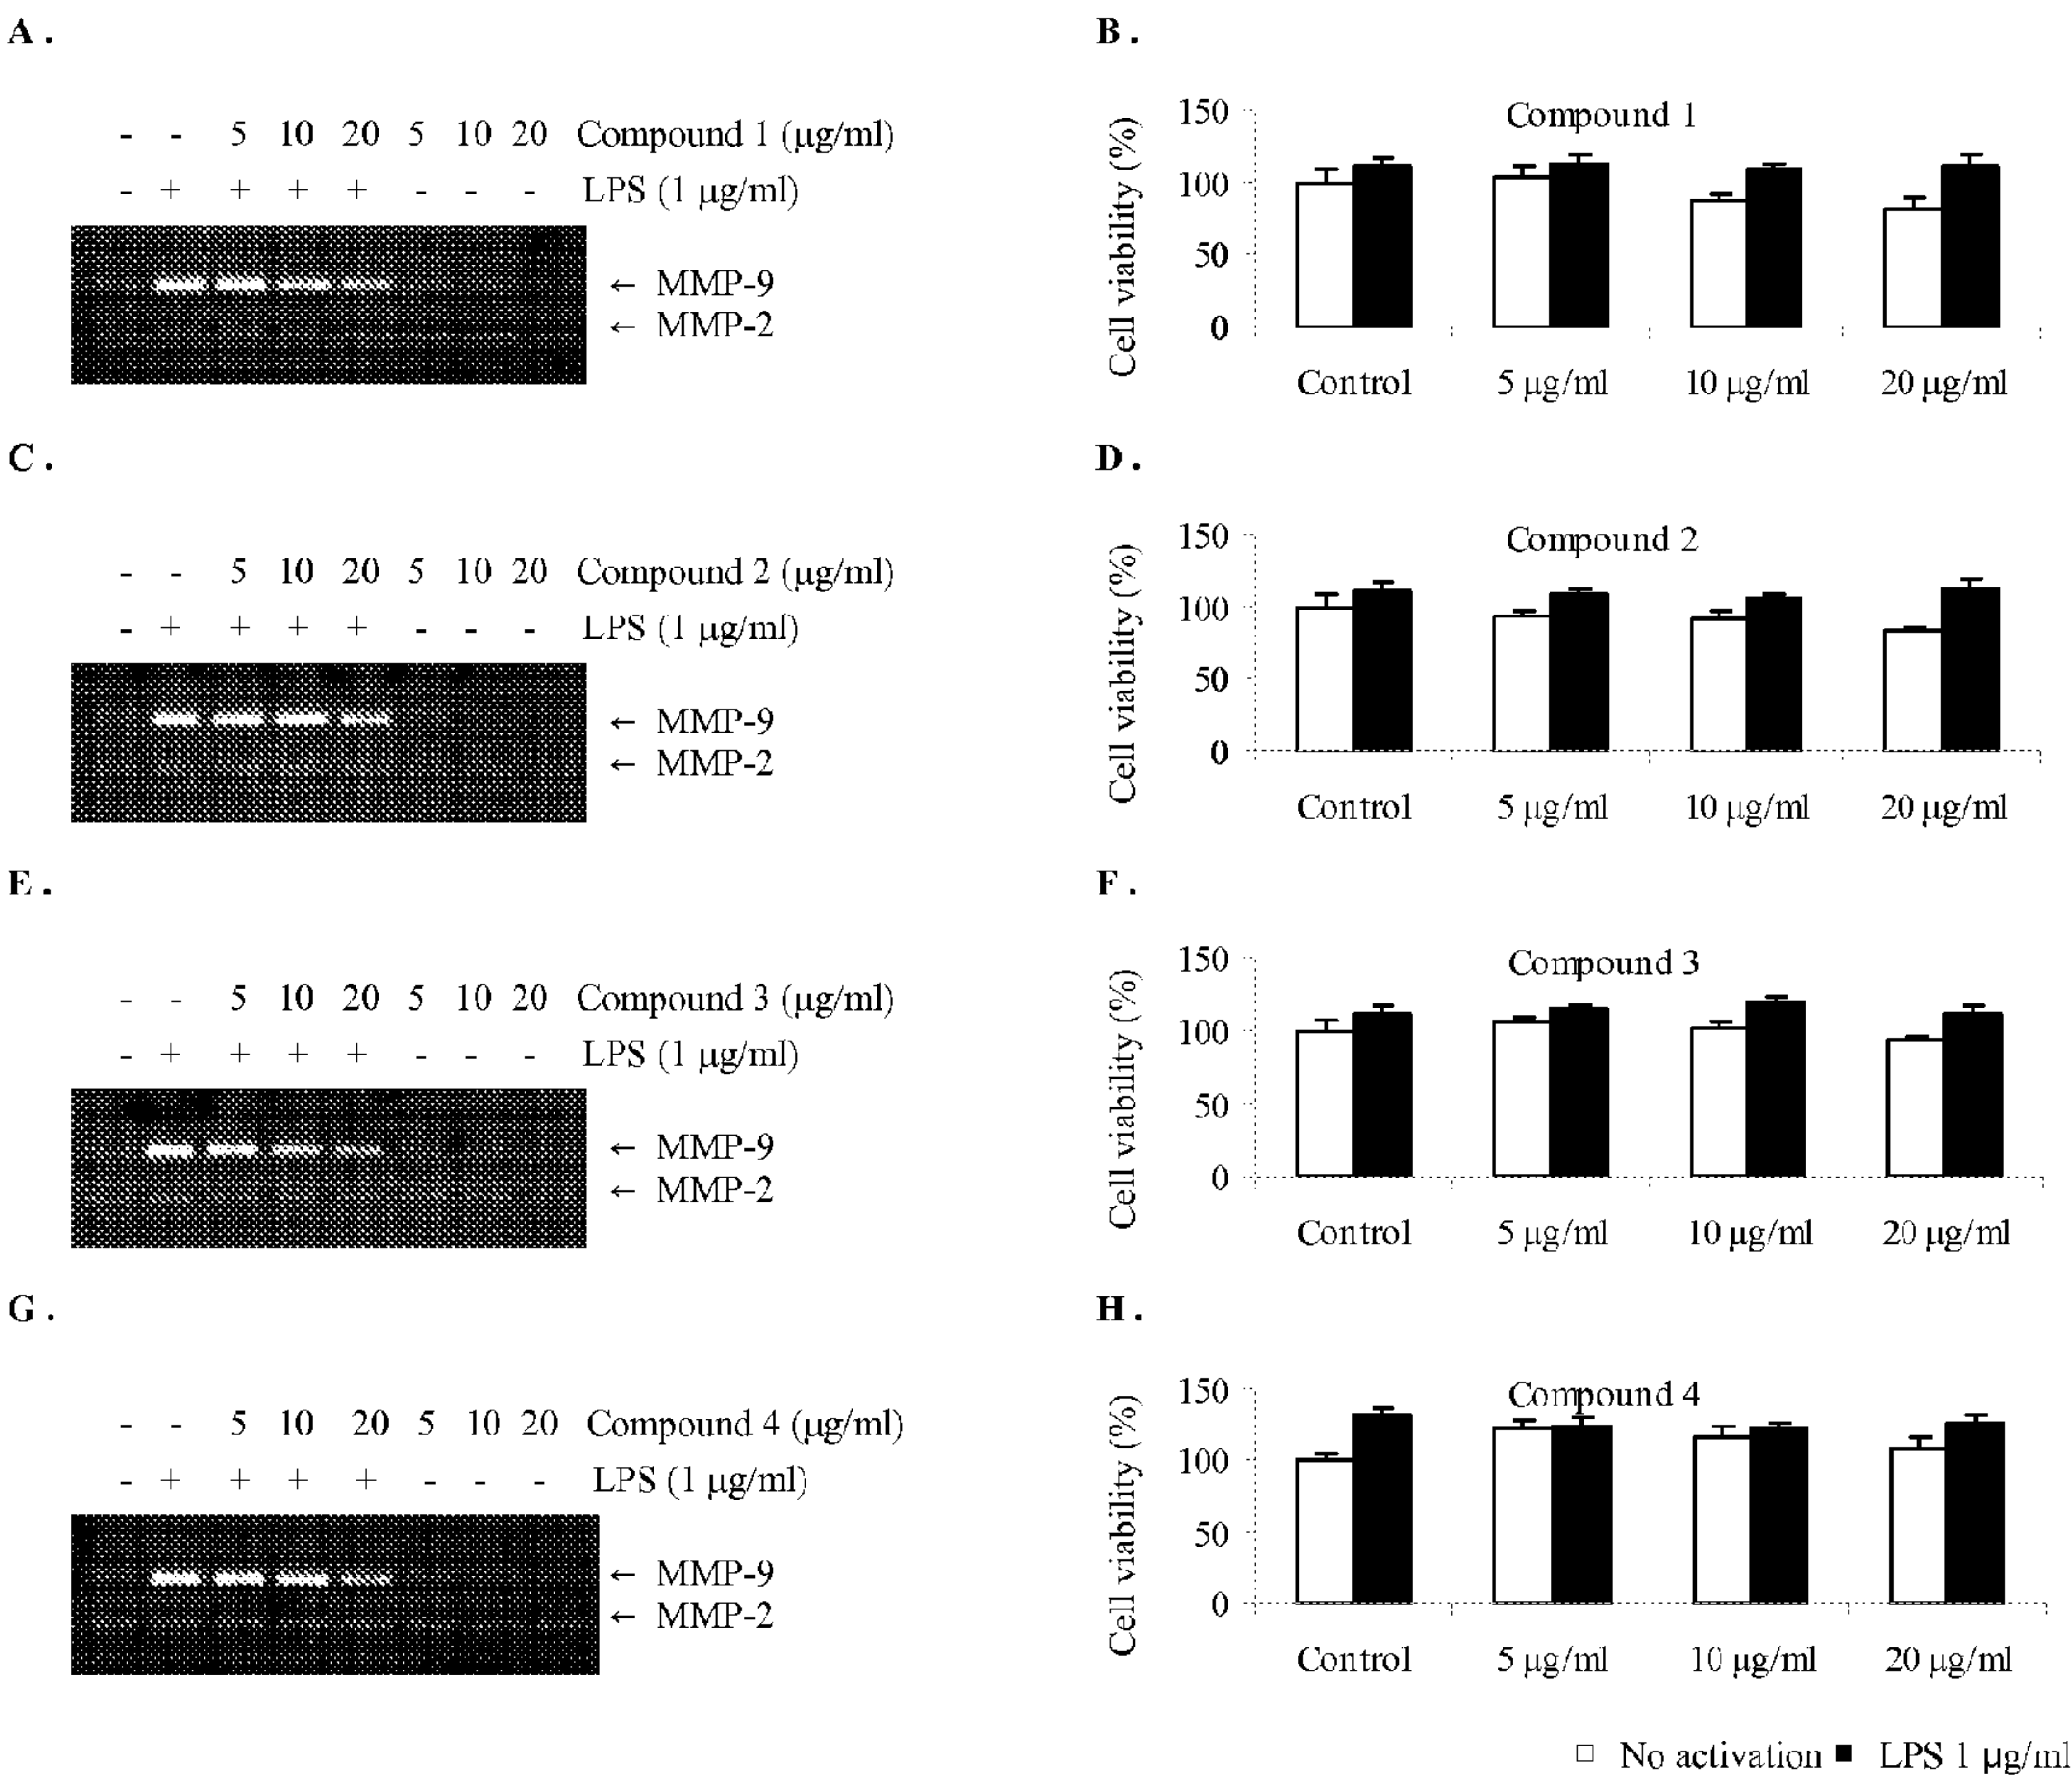 A.
- - 5 10 20 5 10 20 Compound 1 (μg/ml)
- + + + + - - - LPS (1 μg/ml)
← MMP-9
← MMP-2
B.
Compound 1
Cell viability (%)
150
100
50
0
Control 5 μg/ml 10 μg/ml 20 μg/ml
C.
- - 5 10 20 5 10 20 Compound 2 (μg/ml)
- + + + + - - - LPS (1 μg/ml)
← MMP-9
← MMP-2
D.
Compound 2
Cell viability (%)
150
100
50
0
Control 5 μg/ml 10 μg/ml 20 μg/ml
E.
- - 5 10 20 5 10 20 Compound 3 (μg/ml)
- + + + + - - - LPS (1 μg/ml)
← MMP-9
← MMP-2
F.
Compound 3
Cell viability (%)
150
100
50
0
Control 5 μg/ml 10 μg/ml 20 μg/ml
G.
- - 5 10 20 5 10 20 Compound 4 (μg/ml)
- + + + + - - - LPS (1 μg/ml)
← MMP-9
← MMP-2
H.
Compound 4
Cell viability (%)
150
100
50
0
Control 5 μg/ml 10 μg/ml 20 μg/ml
No activation LPS 1 μg/ml